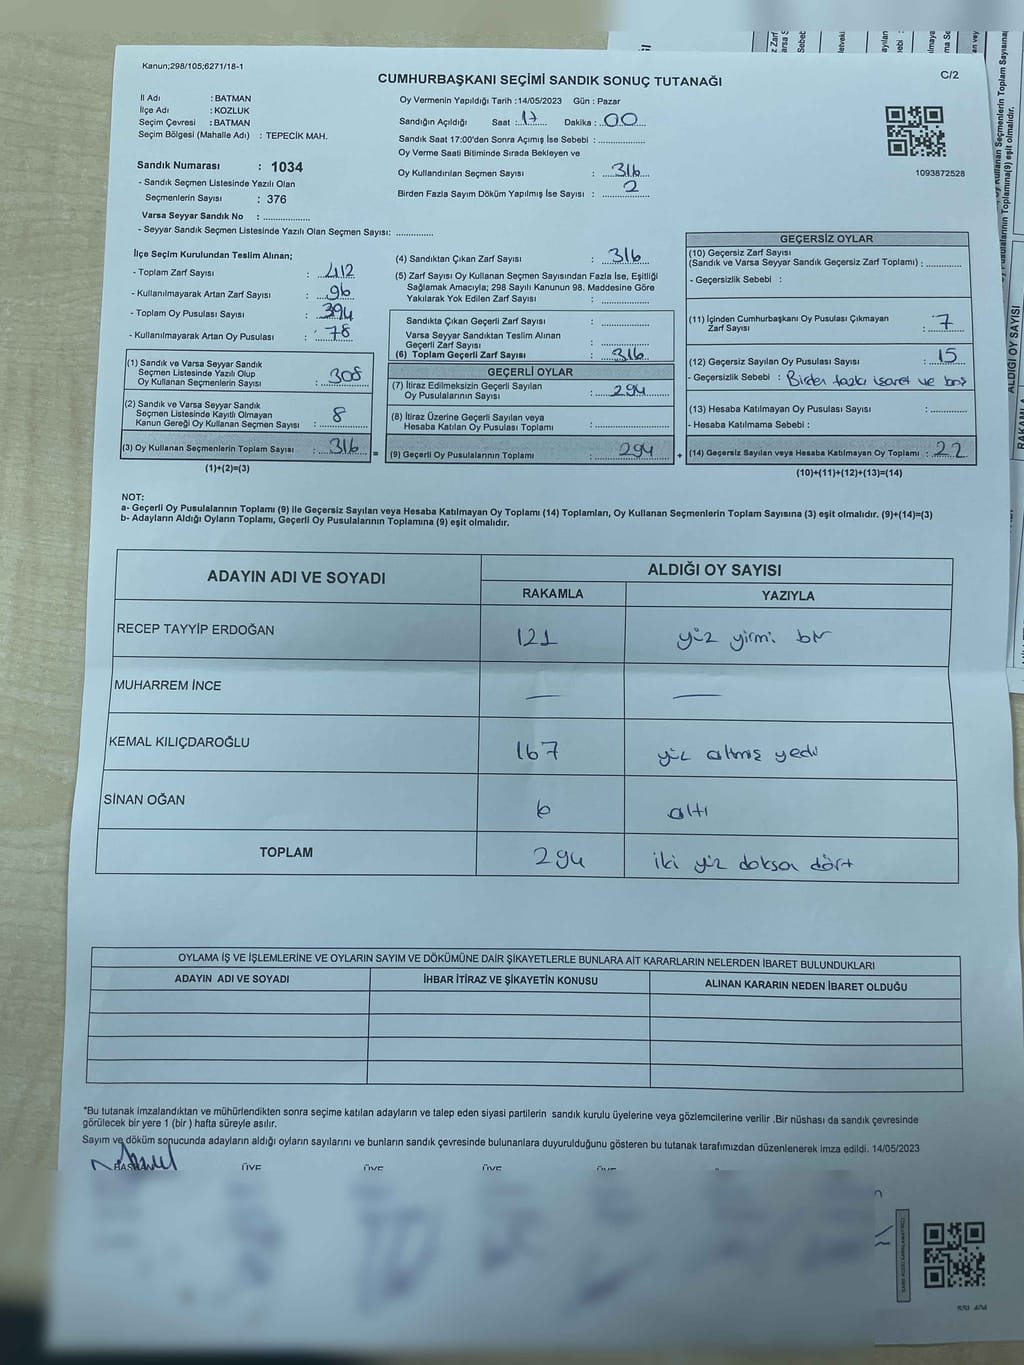 Kanun;298/105;6271/18-1
CUMHURBAŞKANI SEÇİMİ SANDIK SONUÇ TUTANAĞI
C/2
İl Adı : BATMAN
İlçe Adı : KOZLUK
Seçim Çevresi : BATMAN
Seçim Bölgesi (Mahalle Adı) : TEPECİK MAH.
Sandık Numarası : 1034
- Sandık Seçmen Listesinde Yazılı Olan
Seçmenlerin Sayısı : 376
Varsa Seyyar Sandık No : ............
- Seyyar Sandık Seçmen Listesinde Yazılı Olan Seçmen Sayısı: ............
Oy Vermenin Yapıldığı Tarih :14/05/2023 Gün : Pazar
Sandığın Açıldığı Saat : 17 Dakika : 00
Sandık Saat 17:00'den Sonra Açımış İse Sebebi : ............
Oy Verme Saati Bitiminde Sırada Bekleyen ve
Oy Kullandırılan Seçmen Sayısı : 316
Birden Fazla Sayım Döküm Yapılmış İse Sayısı : 2
1093872528
İlçe Seçim Kurulundan Teslim Alınan;
- Toplam Zarf Sayısı : 412
- Kullanılmayarak Artan Zarf Sayısı : 96
- Toplam Oy Pusulası Sayısı : 394
- Kullanılmayarak Artan Oy Pusulası : 78
(1) Sandık ve Varsa Seyyar Sandık
Seçmen Listesinde Yazılı Olup
Oy Kullanan Seçmenlerin Sayısı : 308
(2) Sandık ve Varsa Seyyar Sandık
Seçmen Listesinde Kayıtlı Olmayan
Kanun Gereği Oy Kullanan Seçmen Sayısı : 8
(3) Oy Kullanan Seçmenlerin Toplam Sayısı : 316
(1)+(2)=(3)
=
(4) Sandıktan Çıkan Zarf Sayısı : 316
(5) Zarf Sayısı Oy Kullanan Seçmen Sayısından Fazla İse, Eşitliği
Sağlamak Amacıyla; 298 Sayılı Kanunun 98. Maddesine Göre
Yakılarak Yok Edilen Zarf Sayısı : ............
Sandıkta Çıkan Geçerli Zarf Sayısı : ............
Varsa Seyyar Sandıktan Teslim Alınan
Geçerli Zarf Sayısı : ............
(6) Toplam Geçerli Zarf Sayısı : 316
GEÇERLİ OYLAR
(7) İtiraz Edilmeksizin Geçerli Sayılan
Oy Pusulasının Sayısı : 294
(8) İtiraz Üzerine Geçerli Sayılan veya
Hesaba Katılan Oy Pusulası Toplamı : ............
(9) Geçerli Oy Pusulalarının Toplamı : 294
+
GEÇERSİZ OYLAR
(10) Geçersiz Zarf Sayısı
(Sandık ve Varsa Seyyar Sandık Geçersiz Zarf Toplamı) : ............
- Geçersizlik Sebebi :
(11) İçinden Cumhurbaşkanı Oy Pusulası Çıkmayan
Zarf Sayısı : 7
(12) Geçersiz Sayılan Oy Pusulası Sayısı : 15
- Geçersizlik Sebebi : Birden fazla işaret ve boş
(13) Hesaba Katılmayan Oy Pusulası Sayısı : ............
- Hesaba Katılmama Sebebi :
(14) Geçersiz Sayılan veya Hesaba Katılmayan Oy Toplamı : 22
(10)+(11)+(12)+(13)=(14)
NOT:
a- Geçerli Oy Pusulalarının Toplamı (9) ile Geçersiz Sayılan veya Hesaba Katılmayan Oy Toplamı (14) Toplamları, Oy Kullanan Seçmenlerin Toplam Sayısına (3) eşit olmalıdır. (9)+(14)=(3)
b- Adayların Aldığı Oyların Toplamı, Geçerli Oy Pusulalarının Toplamına (9) eşit olmalıdır.
ADAYIN ADI VE SOYADI
ALDIĞI OY SAYISI
RAKAMLA YAZIYLA
RECEP TAYYİP ERDOĞAN 121 yüz yirmi bir
MUHARREM İNCE — —
KEMAL KILIÇDAROĞLU 167 yüz altmış yedi
SİNAN OĞAN 6 altı
TOPLAM 294 iki yüz doksan dört
OYLAMA İŞ VE İŞLEMLERİNE VE OYLARIN SAYIM VE DÖKÜMÜNE DAİR ŞİKAYETLERLE BUNLARA AİT KARARLARIN NELERDEN İBARET BULUNDUKLARI
ADAYIN ADI VE SOYADI İHBAR İTİRAZ VE ŞİKAYETİN KONUSU ALINAN KARARIN NEDEN İBARET OLDUĞU
*Bu tutanak imzalandıktan ve mühürlendikten sonra seçime katılan adayların ve talep eden siyasi partilerin sandık kurulu üyelerine veya gözlemcilerine verilir .Bir nüshası da sandık çevresinde
görülecek bir yere 1 (bir ) hafta süreyle asılır.
Sayım ve döküm sonucunda adayların aldığı oyların sayılarını ve bunların sandık çevresinde bulunanlara duyurulduğunu gösteren bu tutanak tarafımızdan düzenlenerek imza edildi. 14/05/2023
BAŞKAN ÜYE ÜYE ÜYE